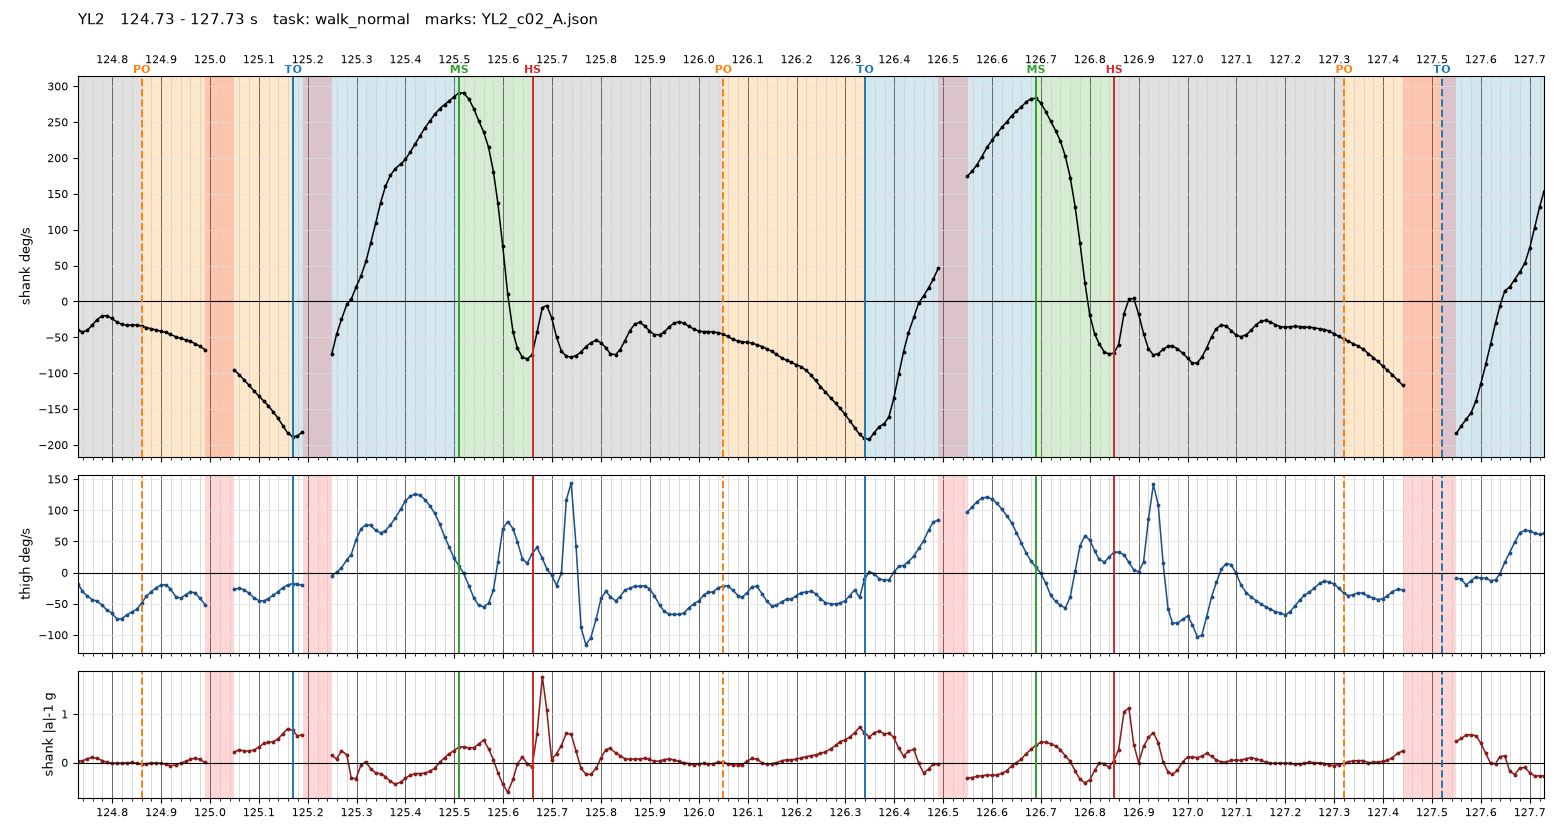 YL2   124.73 - 127.73 s   task: walk_normal   marks: YL2_c02_A.json
124.8 124.9 125.0 125.1 125.2 125.3 125.4 125.5 125.6 125.7 125.8 125.9 126.0 126.1 126.2 126.3 126.4 126.5 126.6 126.7 126.8 126.9 127.0 127.1 127.2 127.3 127.4 127.5 127.6 127.7
PO TO MS HS PO TO MS HS PO TO
shank deg/s
300
250
200
150
100
50
0
−50
−100
−150
−200
thigh deg/s
150
100
50
0
−50
−100
shank |a|-1 g
1
0
124.8 124.9 125.0 125.1 125.2 125.3 125.4 125.5 125.6 125.7 125.8 125.9 126.0 126.1 126.2 126.3 126.4 126.5 126.6 126.7 126.8 126.9 127.0 127.1 127.2 127.3 127.4 127.5 127.6 127.7